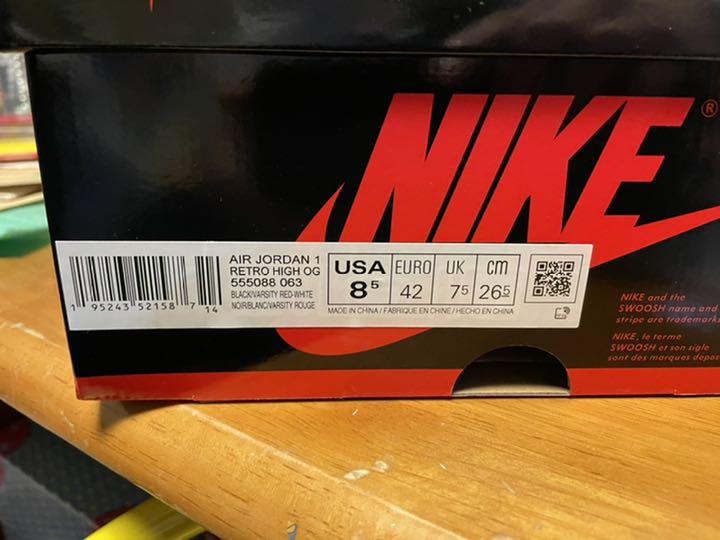 NIKE®
AIR JORDAN 1
RETRO HIGH OG
555088 063
BLACK/VARSITY RED-WHITE
NOIR/BLANC/VARSITY ROUGE
1 95243 52158 7 14
USA
8⁵
EURO
42
UK
7⁵
cm
26⁵
MADE IN CHINA / FABRIQUE EN CHINE / HECHO EN CHINA
NIKE and the
SWOOSH name and
stripe are trademarks
NIKE, le terme
SWOOSH et son sigle
sont des marques